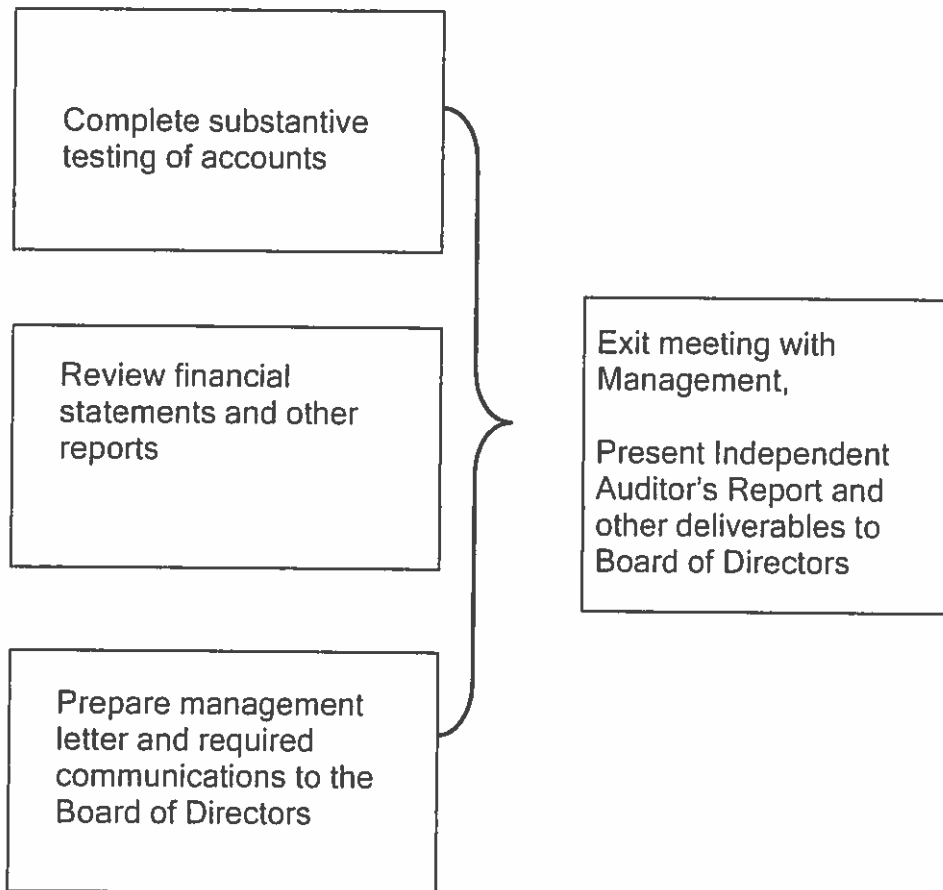 Complete substantive
testing of accounts
Review financial
statements and other
reports
Prepare management
letter and required
communications to the
Board of Directors
Exit meeting with
Management,
Present Independent
Auditor's Report and
other deliverables to
Board of Directors